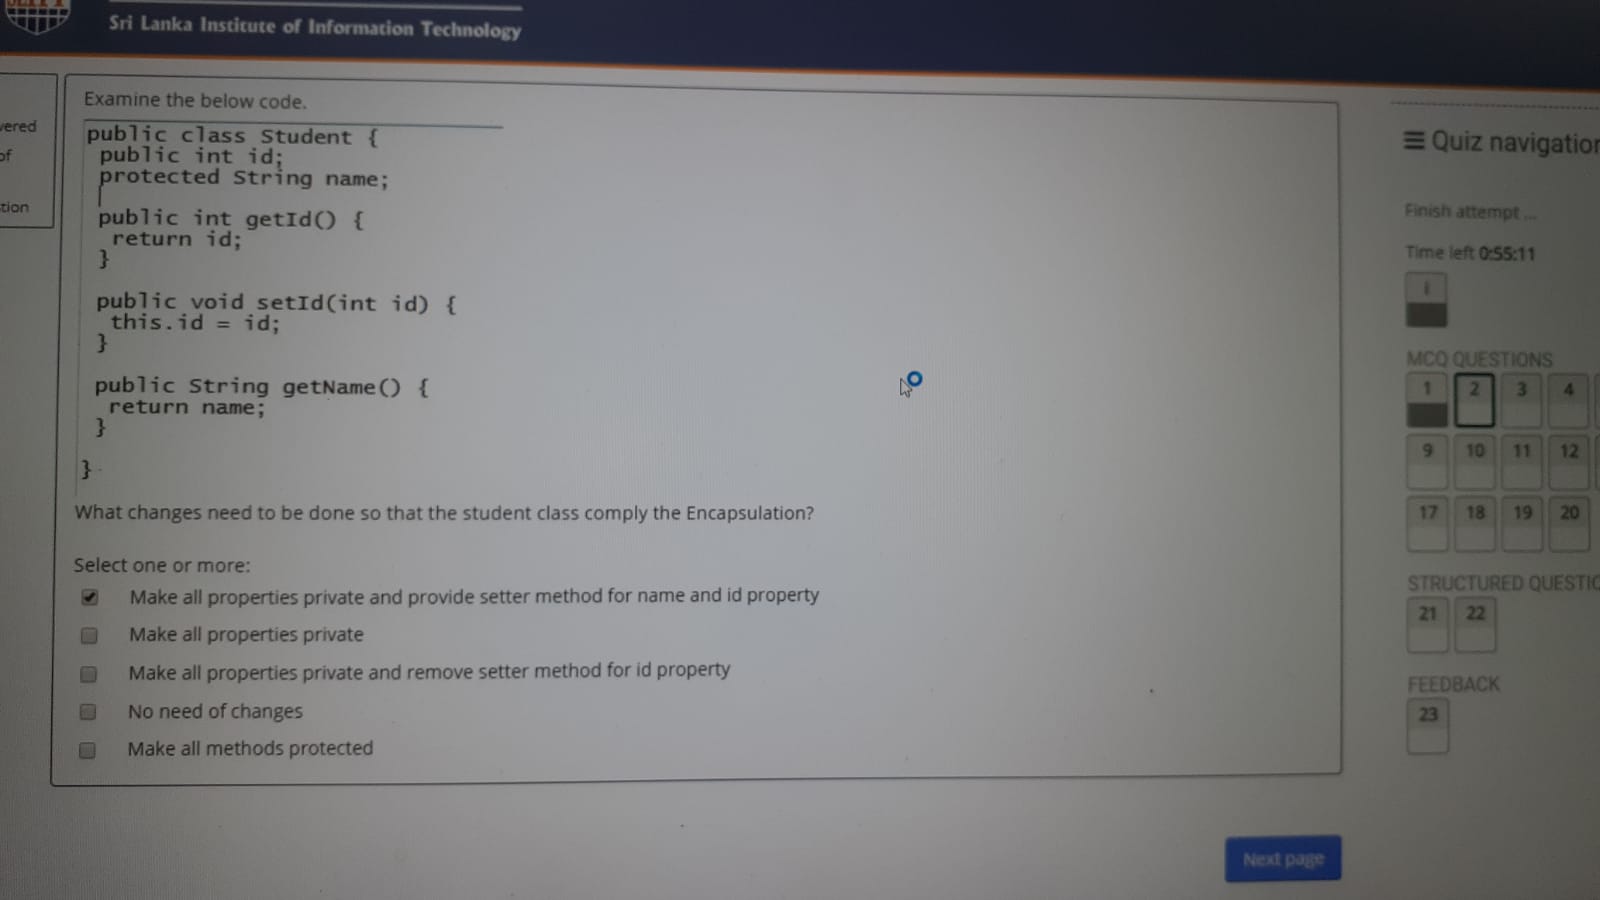 Sri Lanka Institute of Information Technology
of
Examine the below code.
public class Student {
public int id;
protected String name;
public int getId() {
return id;
}
public void setId(int id) {
this.id = id;
}
public String getName() {
return name;
}
}
What changes need to be done so that the student class comply the Encapsulation?
Select one or more:
Make all properties private and provide setter method for name and id property
Make all properties private
Make all properties private and remove setter method for id property
No need of changes
Make all methods protected
Next page
Quiz navigation
Finish attempt ...
Time left 0:55:11
i
MCQ QUESTIONS
1 2 3 4
9 10 11 12
17 18 19 20
STRUCTURED QUESTIO
21 22
FEEDBACK
23